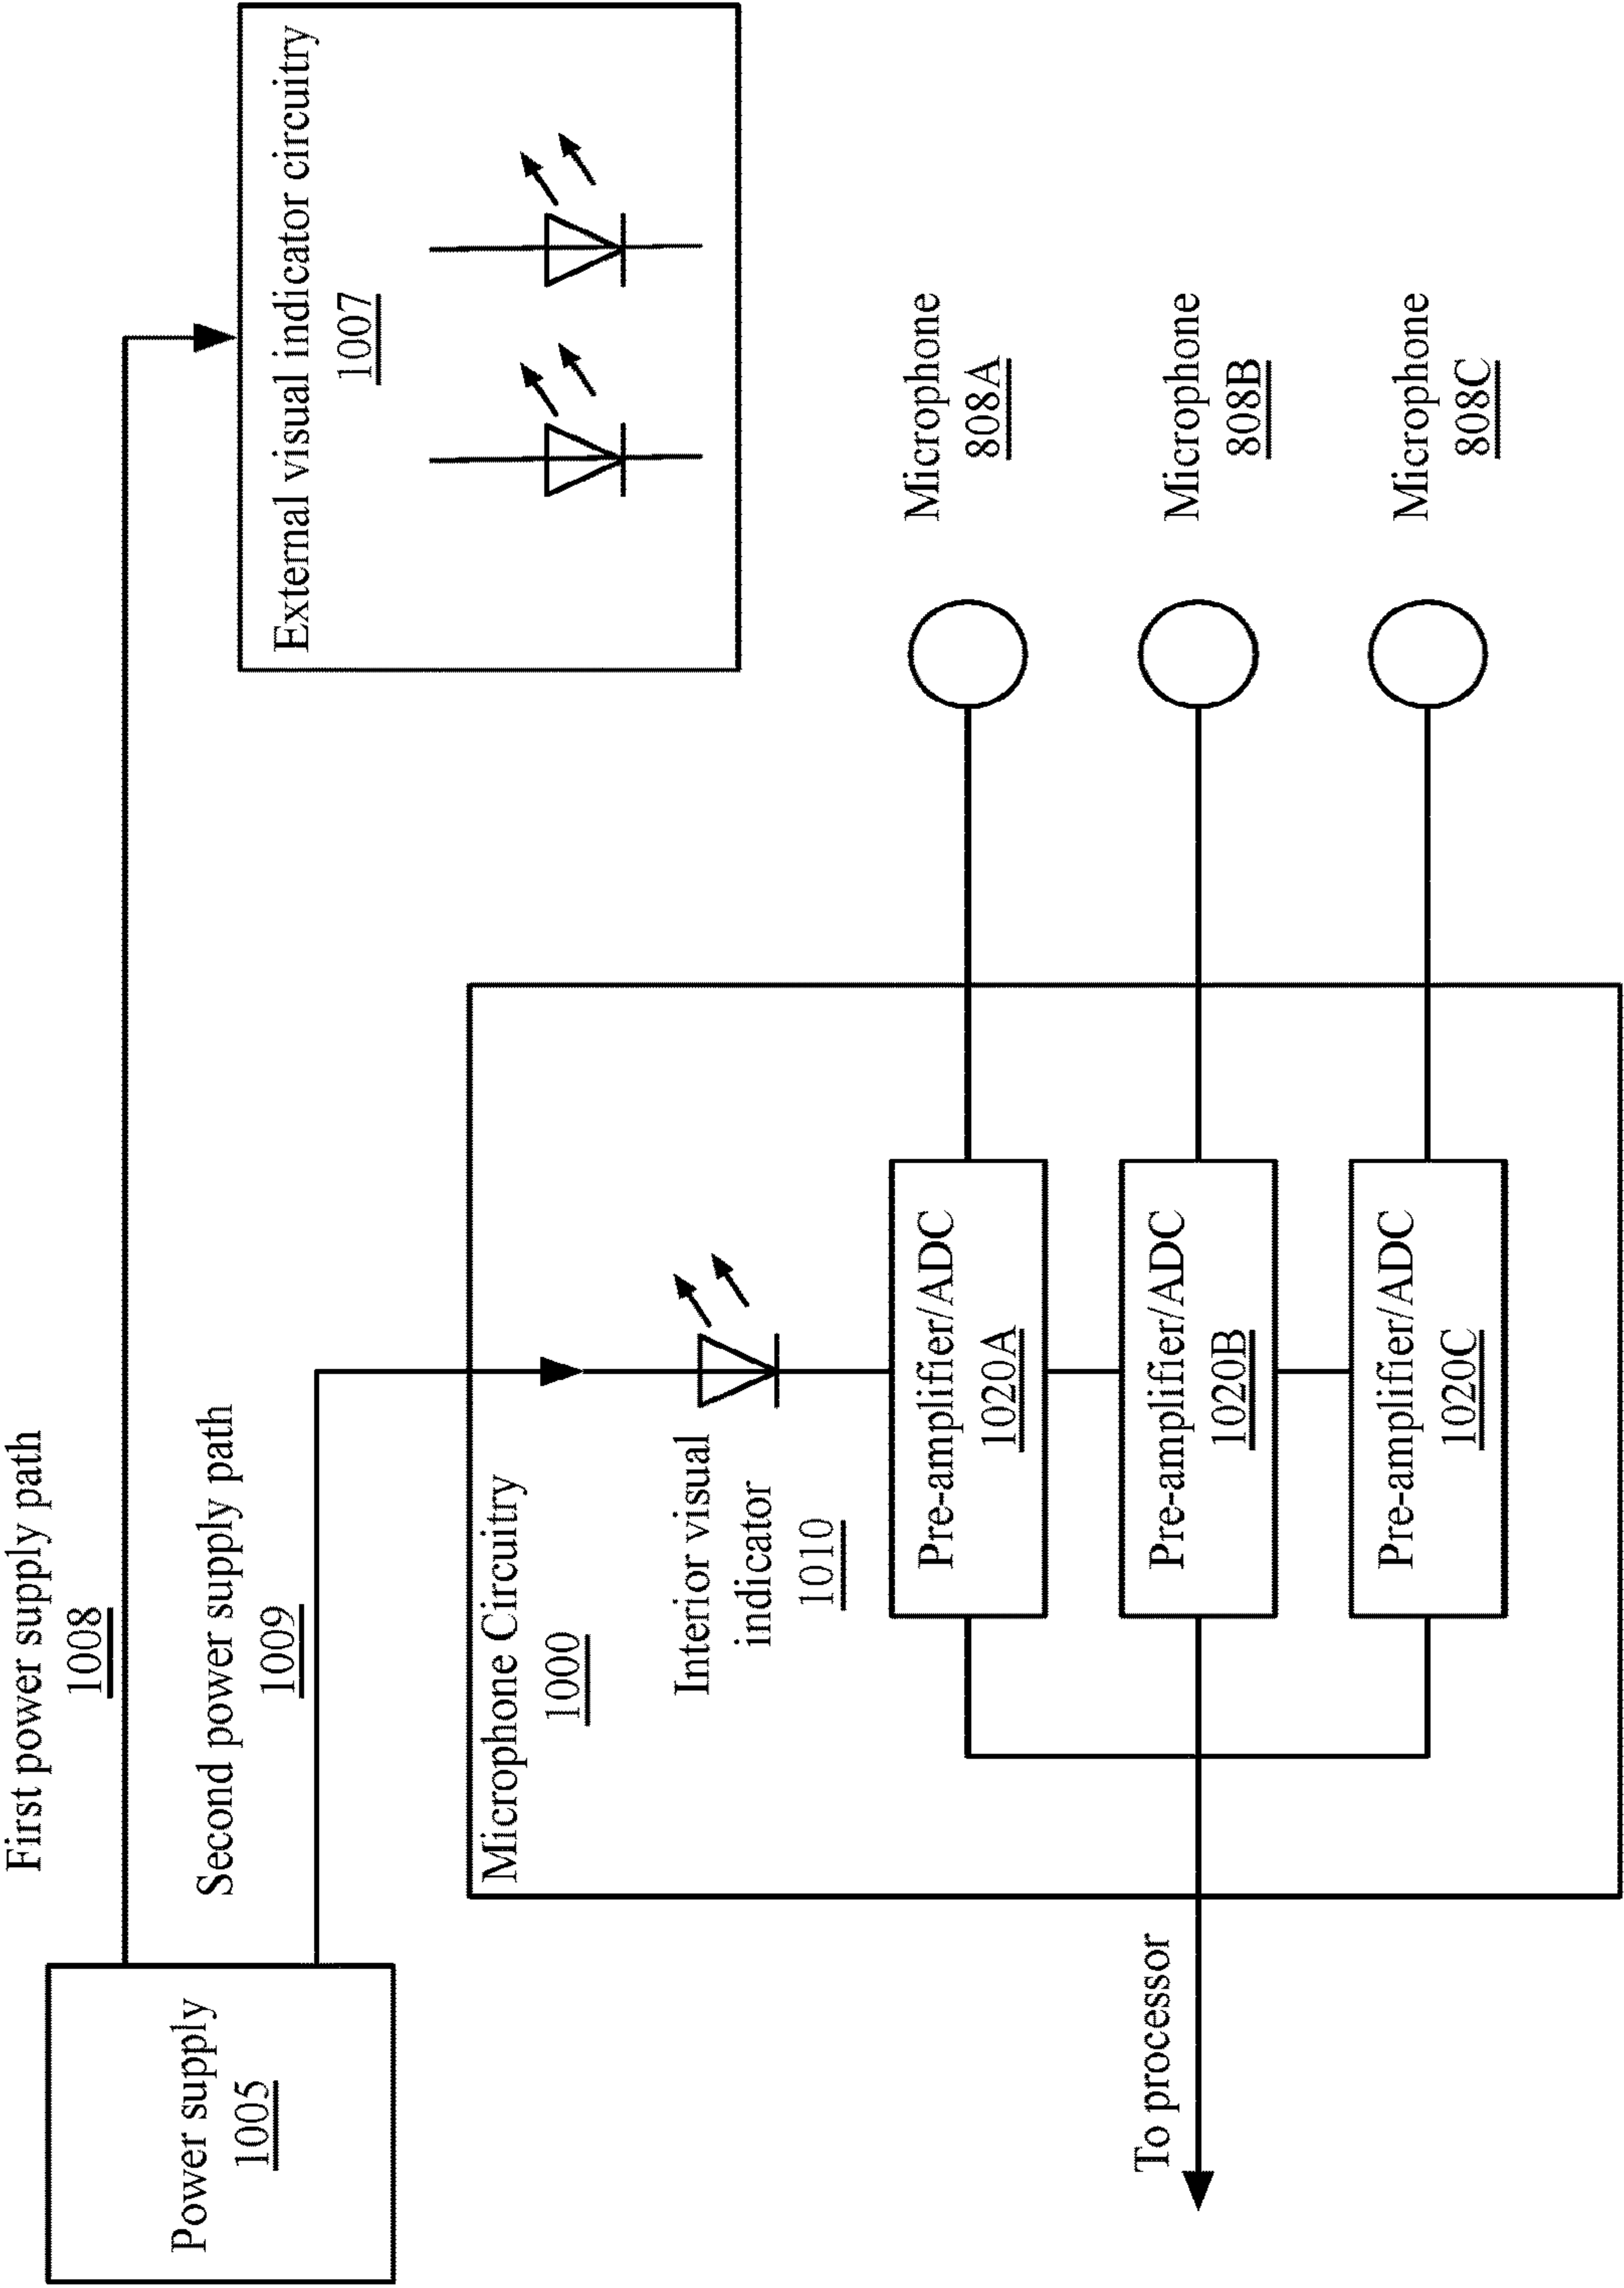 First power supply path
1008
Second power supply path
1009
Power supply
1005
External visual indicator circuitry
1007
Microphone Circuitry
1000
Interior visual
indicator
1010
Pre-amplifier/ADC
1020A
Pre-amplifier/ADC
1020B
Pre-amplifier/ADC
1020C
Microphone
808A
Microphone
808B
Microphone
808C
To processor